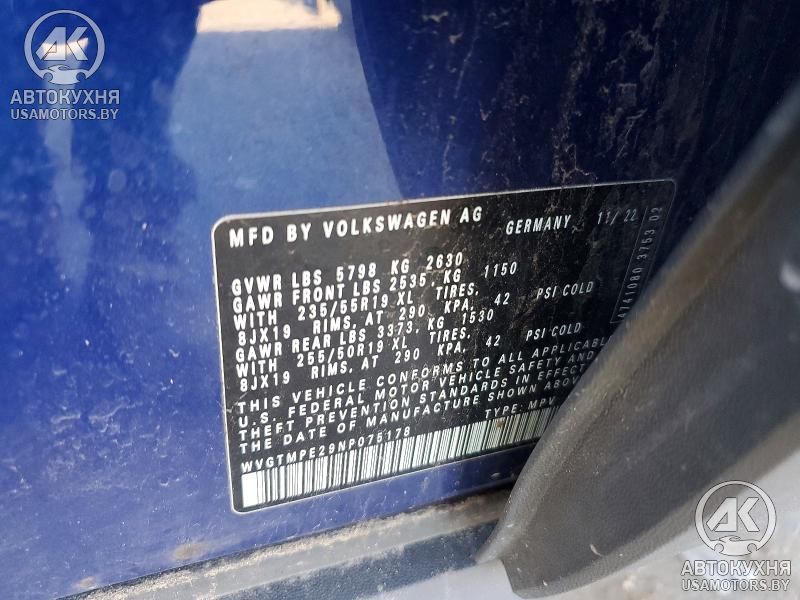 AK
АВТОКУХНЯ
USAMOTORS.BY
MFD BY VOLKSWAGEN AG GERMANY 11/22
GVWR LBS 5798 KG 2630
GAWR FRONT LBS 2535. KG 1150
WITH 235/55R19 XL TIRES.
8JX19 RIMS, AT 290 KPA, 42 PSI COLD
GAWR REAR LBS 3373. KG 1530
WITH 255/50R19 XL TIRES.
8JX19 RIMS, AT 290 KPA, 42 PSI COLD
THIS VEHICLE CONFORMS TO ALL APPLICABLE
U.S. FEDERAL MOTOR VEHICLE SAFETY AND
THEFT PREVENTION STANDARDS IN EFFECT
THE DATE OF MANUFACTURE SHOWN ABOVE
TYPE: MPV
WVGTMPE29NP075178
3753 02
AK
АВТОКУХНЯ
USAMOTORS.BY